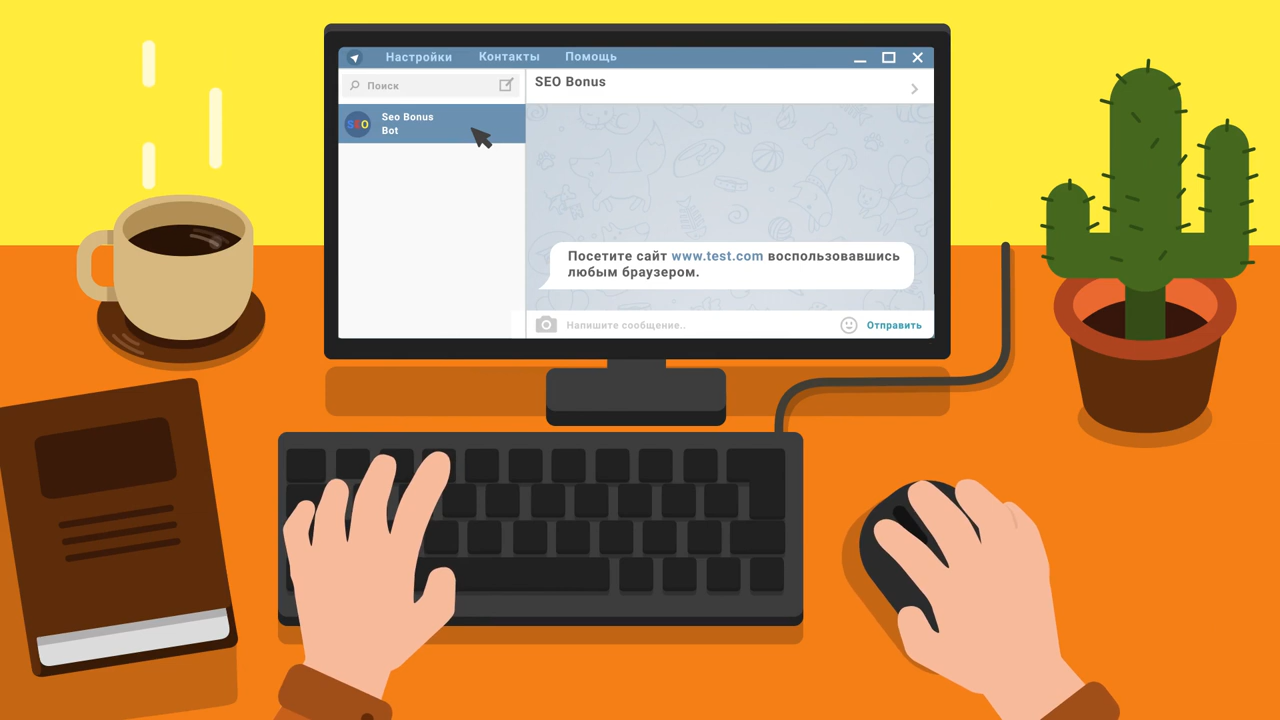 Настройки Контакты Помощь
Поиск
SEO Bonus
SEO
Seo Bonus
Bot
Посетите сайт www.test.com воспользовавшись
любым браузером.
Напишите сообщение.. Отправить